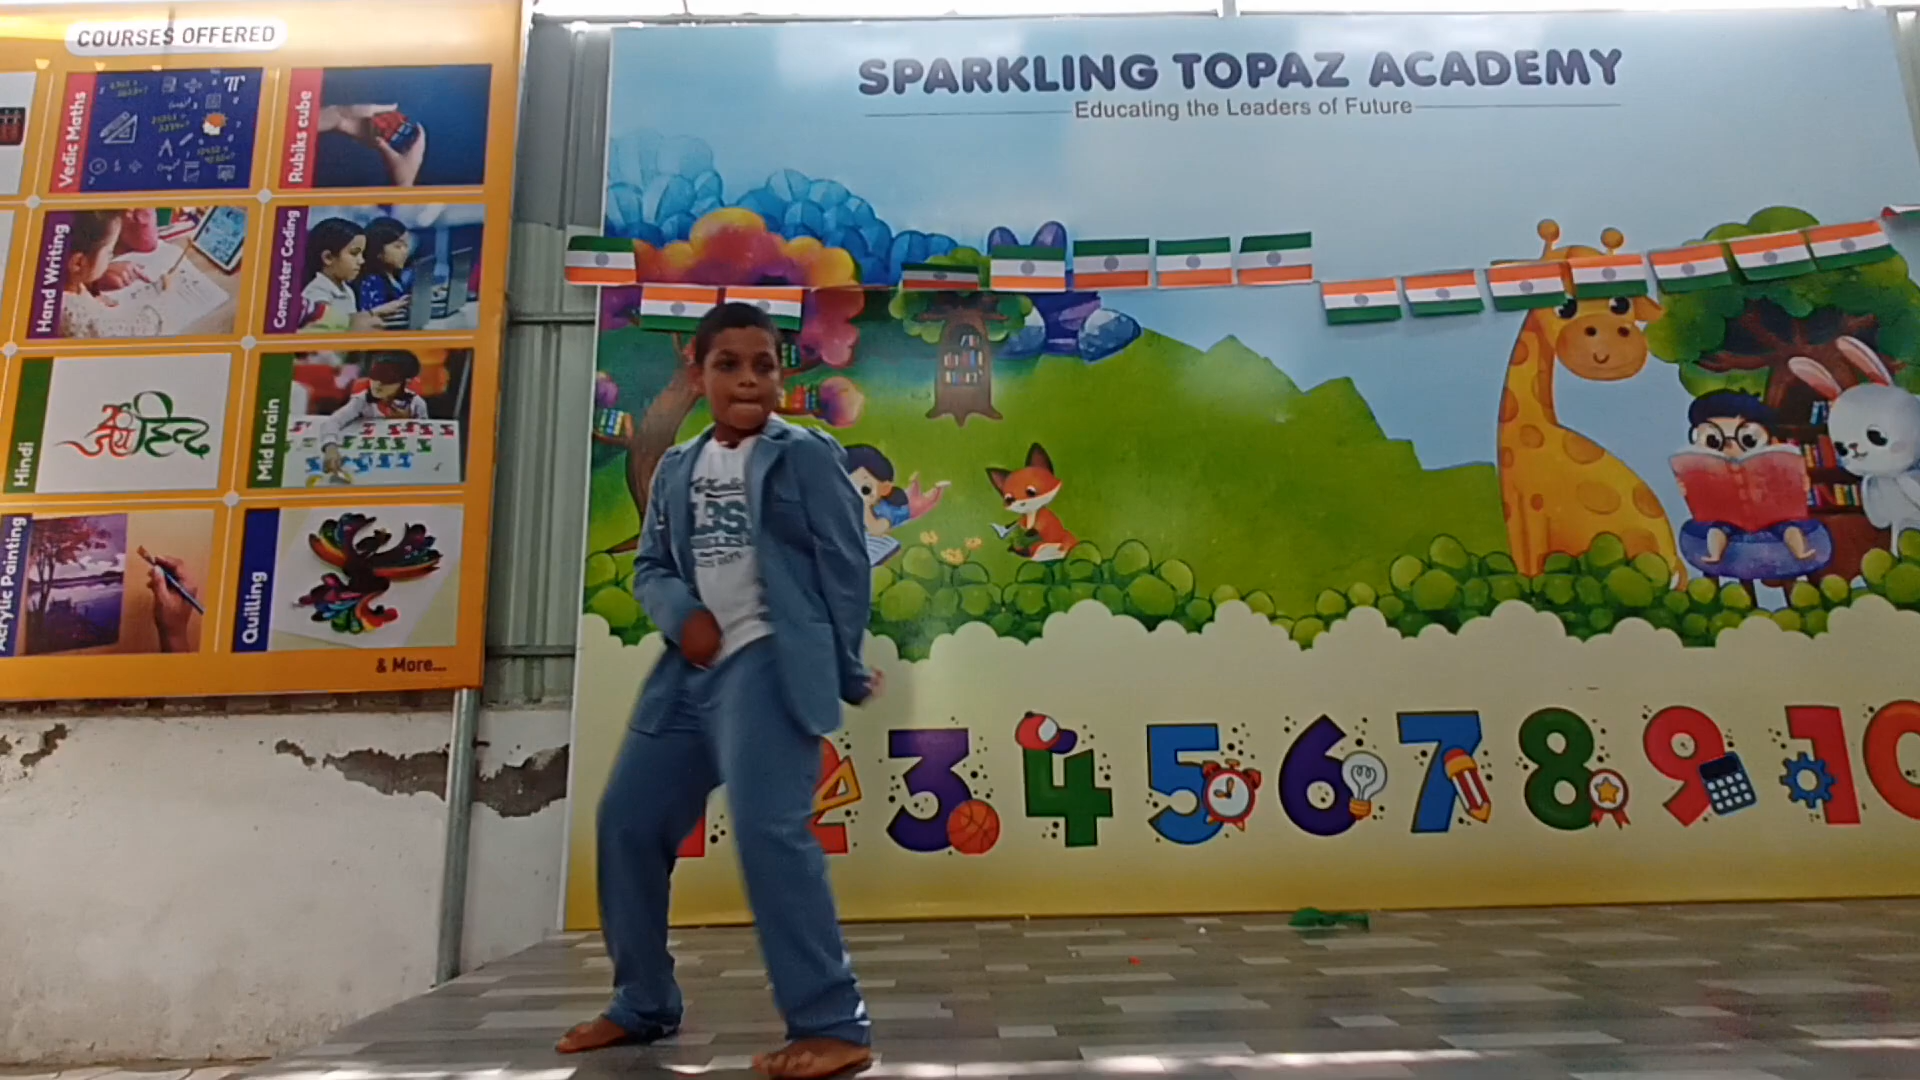 COURSES OFFERED
Vedic Maths
Rubiks cube
Hand Writing
Computer Coding
Hindi
जय हिन्द
Mid Brain
Acrylic Painting
Quilling
& More...
SPARKLING TOPAZ ACADEMY
Educating the Leaders of Future
1 2 3 4 5 6 7 8 9 10